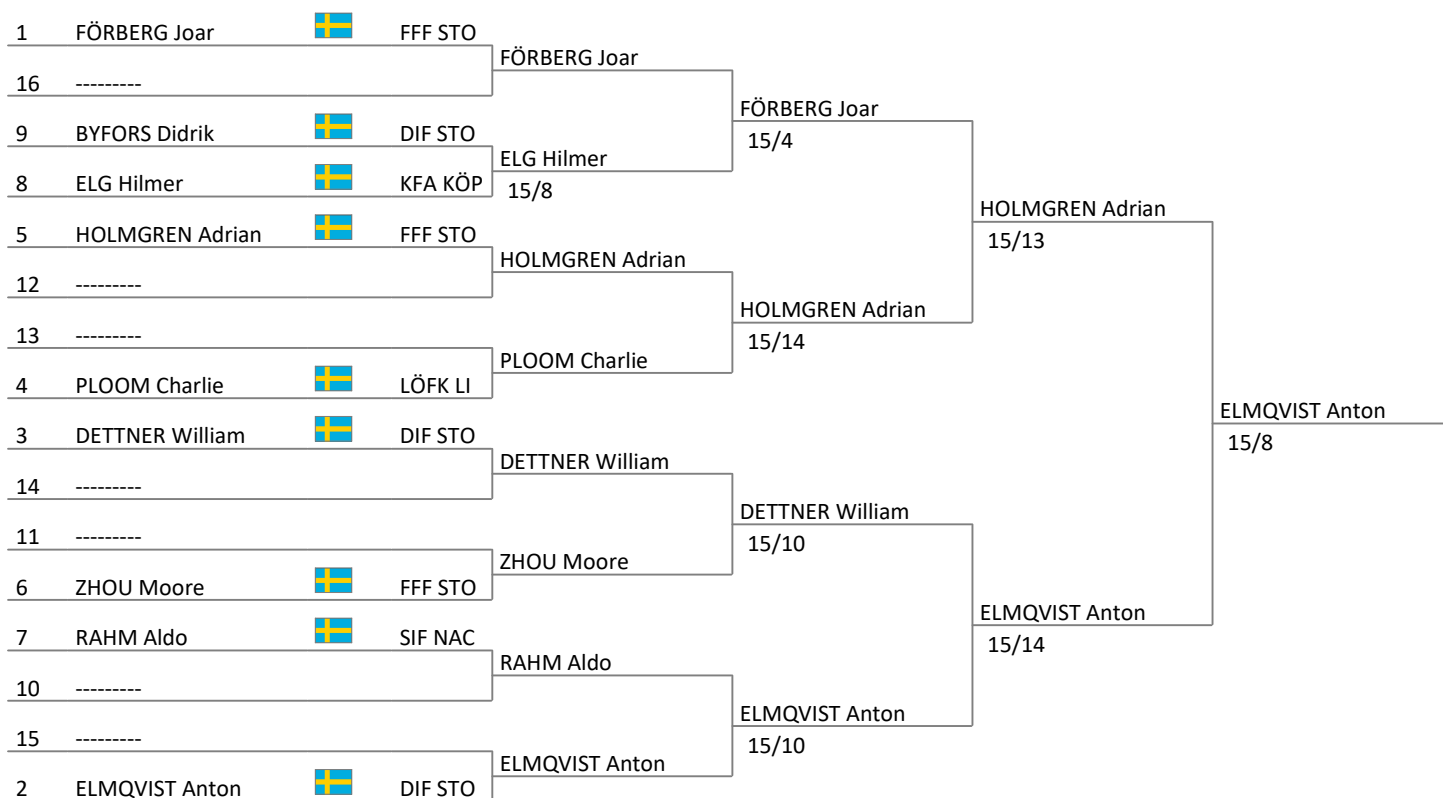 1 FÖRBERG Joar FFF STO
FÖRBERG Joar
16 ---------
FÖRBERG Joar
15/4
9 BYFORS Didrik DIF STO
ELG Hilmer
15/8
8 ELG Hilmer KFA KÖP
HOLMGREN Adrian
15/13
5 HOLMGREN Adrian FFF STO
HOLMGREN Adrian
12 ---------
HOLMGREN Adrian
15/14
13 ---------
PLOOM Charlie
4 PLOOM Charlie LÖFK LI
ELMQVIST Anton
15/8
3 DETTNER William DIF STO
DETTNER William
14 ---------
DETTNER William
15/10
11 ---------
ZHOU Moore
6 ZHOU Moore FFF STO
ELMQVIST Anton
15/14
7 RAHM Aldo SIF NAC
RAHM Aldo
10 ---------
ELMQVIST Anton
15/10
15 ---------
ELMQVIST Anton
2 ELMQVIST Anton DIF STO